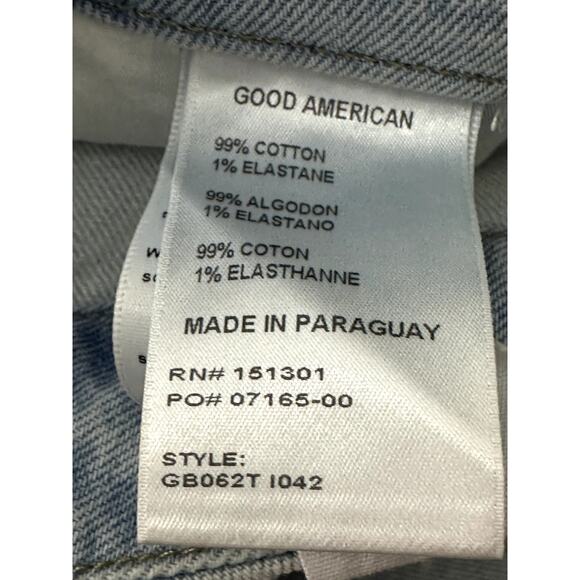 GOOD AMERICAN
99% COTTON
1% ELASTANE
99% ALGODON
1% ELASTANO
99% COTON
1% ELASTHANNE
MADE IN PARAGUAY
RN# 151301
PO# 07165-00
STYLE:
GB062T I042